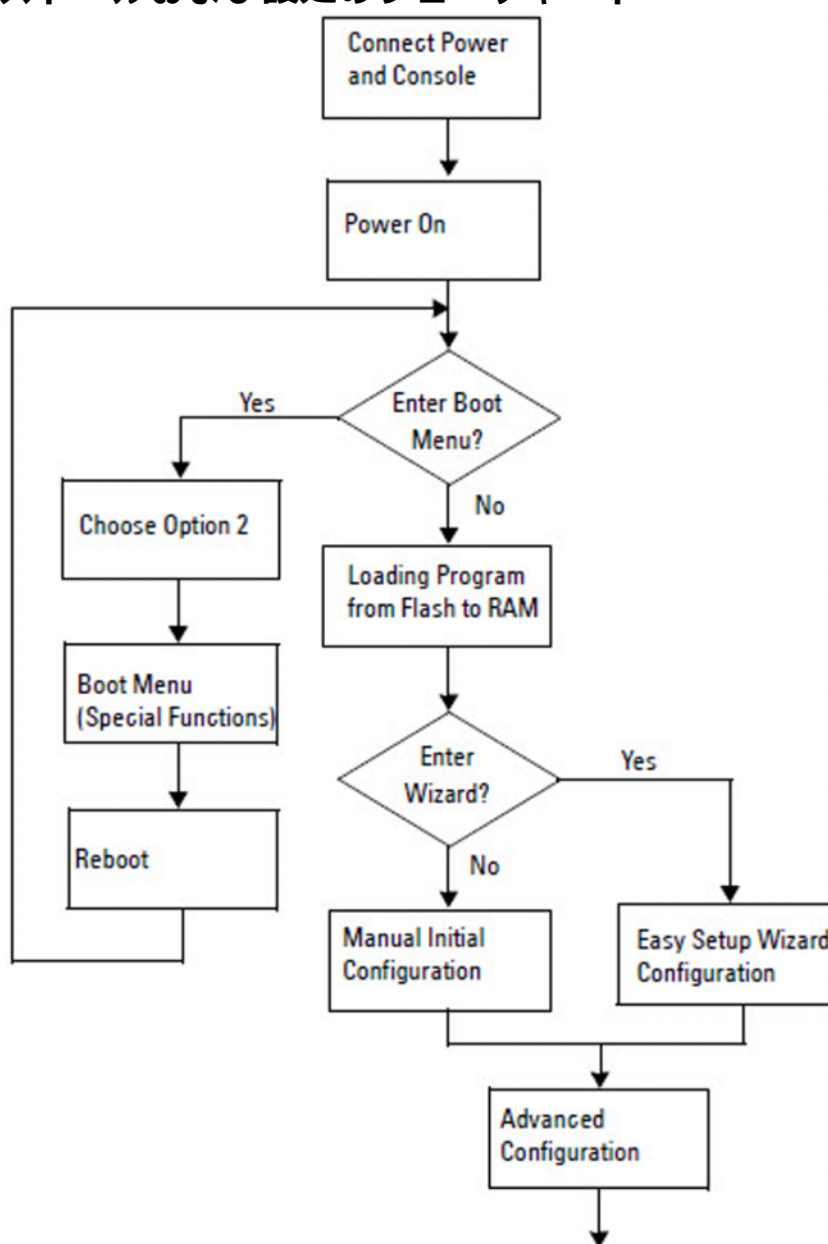 Connect Power
and Console
Power On
Enter Boot
Menu?
Yes
No
Choose Option 2
Loading Program
from Flash to RAM
Boot Menu
(Special Functions)
Enter
Wizard?
Yes
No
Reboot
Manual Initial
Configuration
Easy Setup Wizard
Configuration
Advanced
Configuration